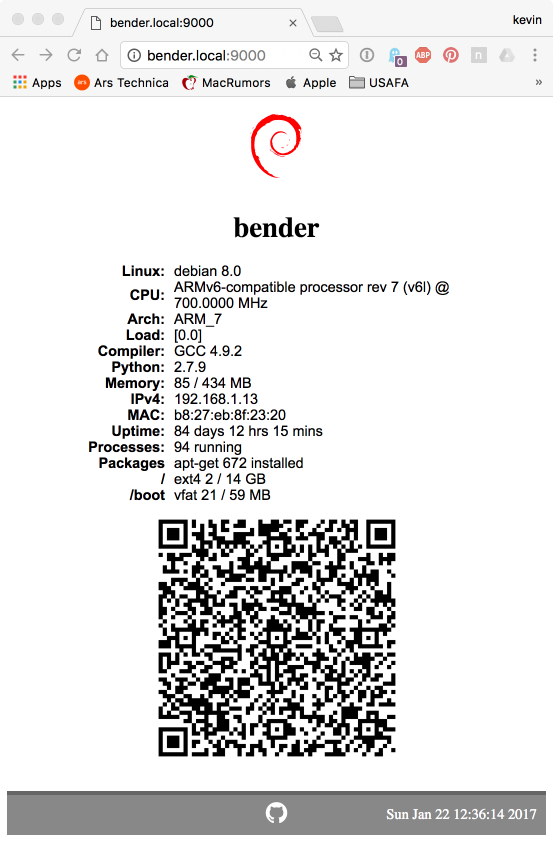 bender.local:9000
kevin
bender.local:9000
0
ABP
n
Apps
ars
Ars Technica
MacRumors
Apple
USAFA
»
bender
Linux: debian 8.0
CPU: ARMv6-compatible processor rev 7 (v6l) @
700.0000 MHz
Arch: ARM_7
Load: [0.0]
Compiler: GCC 4.9.2
Python: 2.7.9
Memory: 85 / 434 MB
IPv4: 192.168.1.13
MAC: b8:27:eb:8f:23:20
Uptime: 84 days 12 hrs 15 mins
Processes: 94 running
Packages apt-get 672 installed
/ ext4 2 / 14 GB
/boot vfat 21 / 59 MB
Sun Jan 22 12:36:14 2017